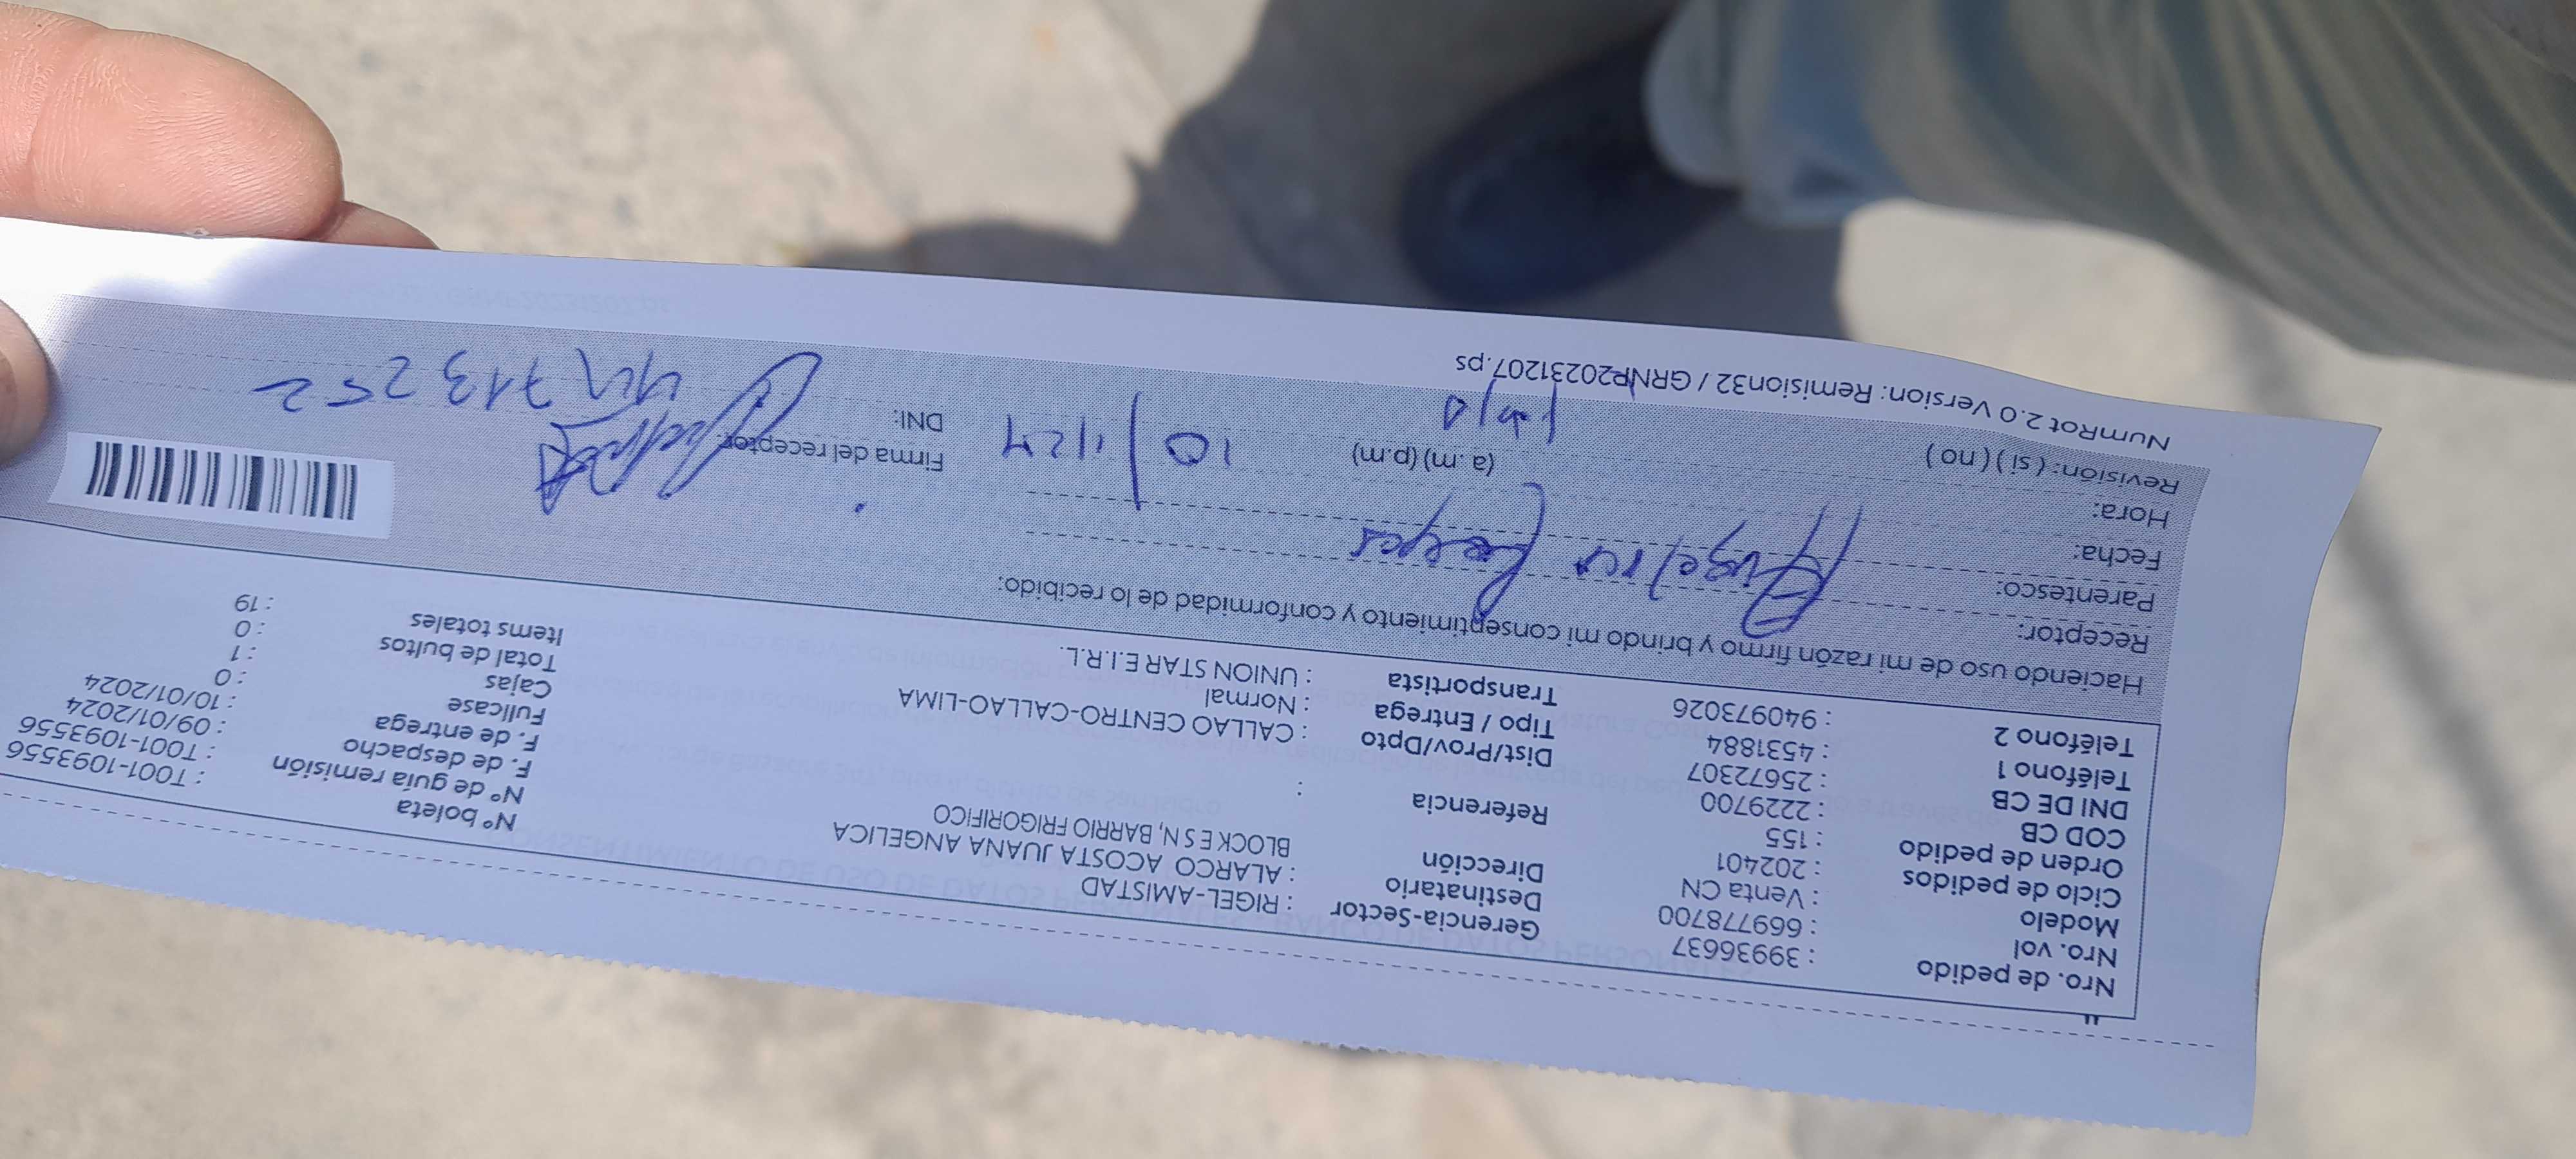 Nro. de pedido : 39936637
Nro. vol : 669778700
Modelo : Venta CN
Ciclo de pedidos : 202401
Orden de pedido : 155
COD CB : 2229700
DNI DE CB : 25672307
Teléfono 1 : 4531884
Teléfono 2 : 940973026
Gerencia-Sector : RIGEL-AMISTAD
Destinatario : ALARCO ACOSTA JUANA ANGELICA
Dirección BLOCK E S N, BARRIO FRIGORIFICO
Referencia :
Dist/Prov/Dpto : CALLAO CENTRO-CALLAO-LIMA
Tipo / Entrega : Normal
Transportista : UNION STAR E.I.R.L.
Nº boleta : T001-1093556
Nº de guía remisión : T001-1093556
F. de despacho : 09/01/2024
F. de entrega : 10/01/2024
Fullcase : 0
Cajas : 1
Total de bultos : 0
Items totales : 19
Haciendo uso de mi razón firmo y brindo mi consentimiento y conformidad de lo recibido:
Receptor:
Parentesco:
Fecha:
Hora: (a.m) (p.m)
Revisión: ( si ) ( no )
10/1/24
Firma del receptor:
DNI:
NumRot 2.0 Version: Remision32 / GRNP20231207.ps